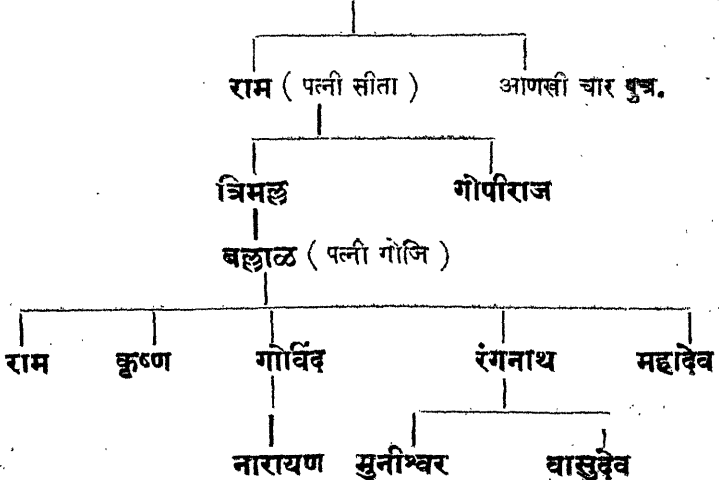 राम ( पत्नी सीता ) आणखी चार पुत्र.
त्रिमल्ल गोपीराज
बल्लाळ ( पत्नी गोजि )
राम कृष्ण गोविंद रंगनाथ महादेव
नारायण मुनीश्वर वासुदेव